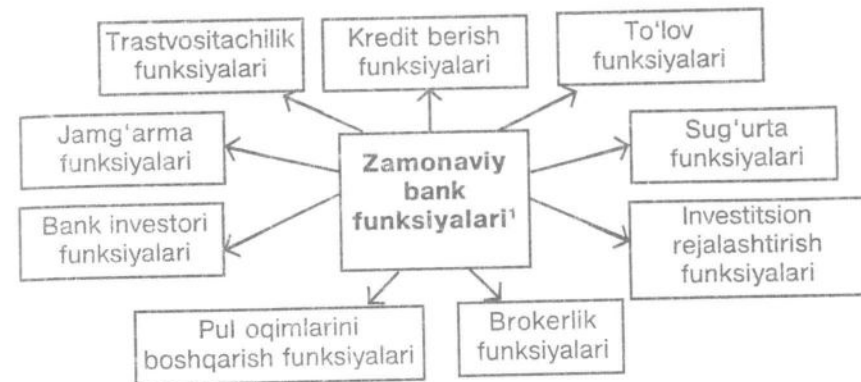 Trastvositachilik
funksiyalari
Kredit berish
funksiyalari
To‘lov
funksiyalari
Jamg‘arma
funksiyalari
Zamonaviy
bank
funksiyalari¹
Sug‘urta
funksiyalari
Bank investori
funksiyalari
Investitsion
rejalashtirish
funksiyalari
Pul oqimlarini
boshqarish funksiyalari
Brokerlik
funksiyalari